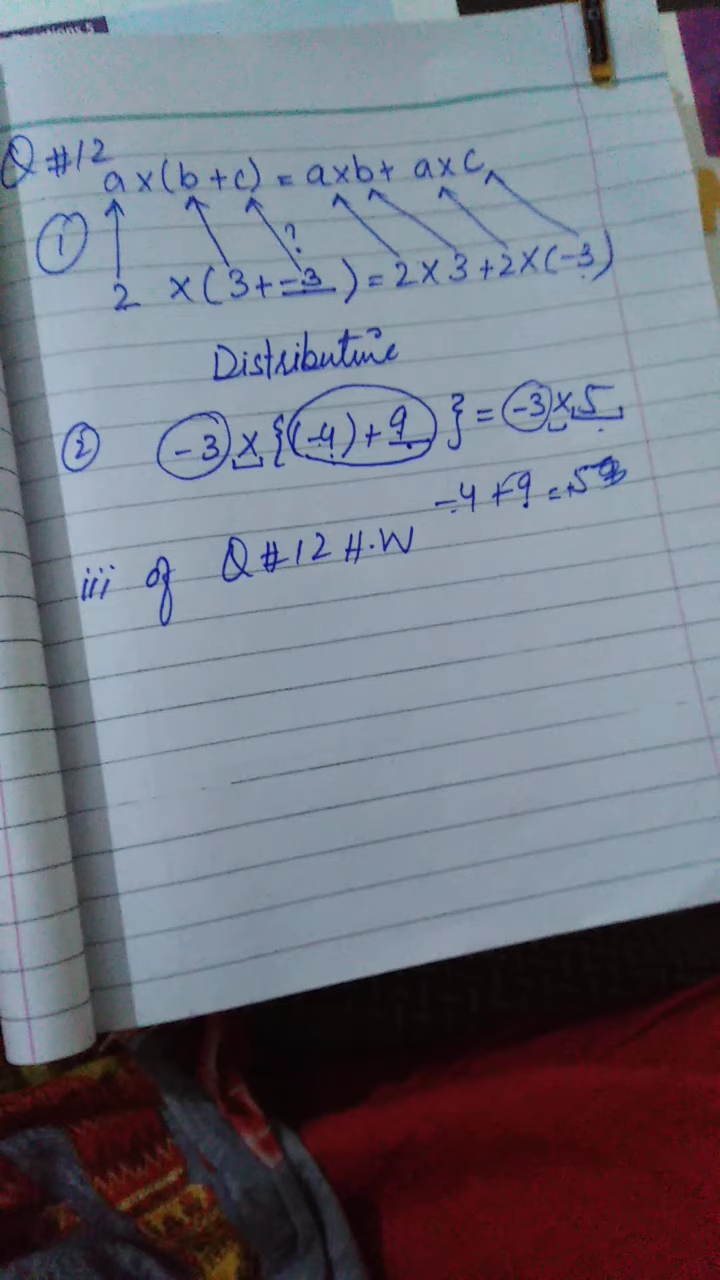 Q #12
a×(b+c) = a×b+ a×c
① ?
2 ×(3+-3)=2×3+2×(-3)
Distributive
② -3×{(-4)+9}=-3×5
-4+9=+5
iii of Q #12 H.W